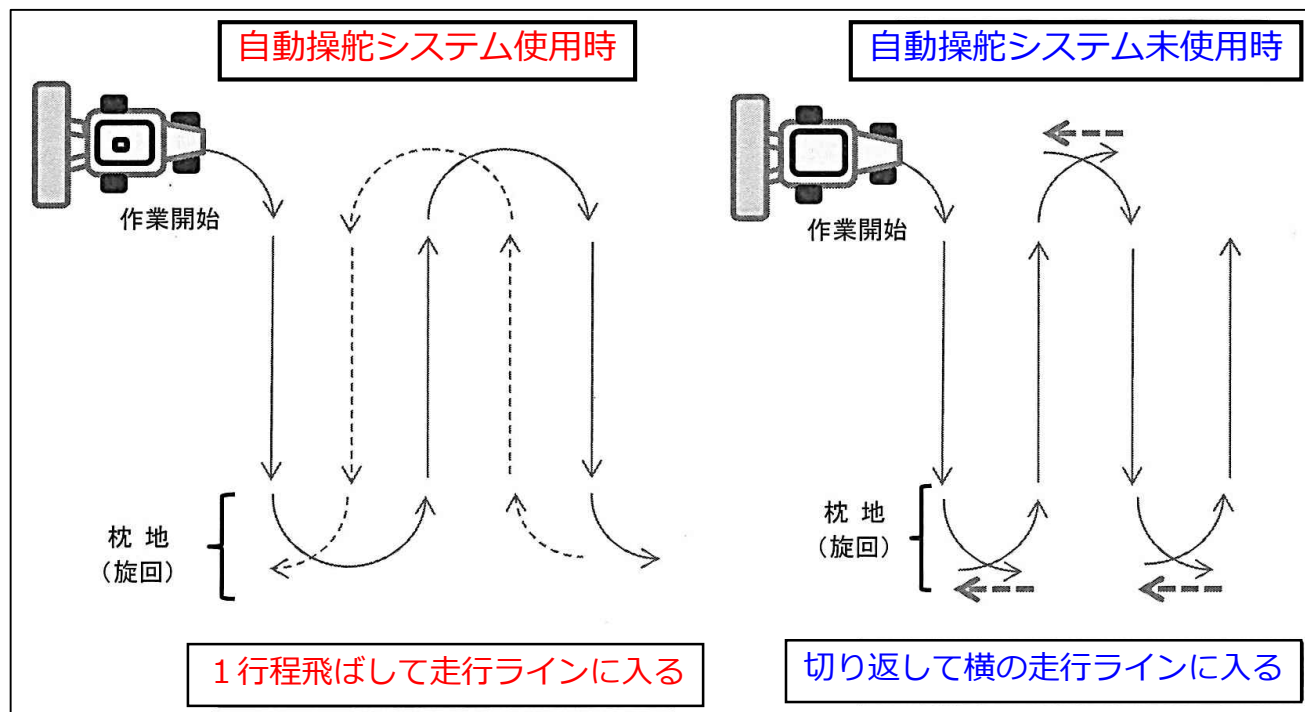 自動操舵システム使用時
自動操舵システム未使用時
作業開始
作業開始
枕 地
（旋回）
枕 地
（旋回）
１行程飛ばして走行ラインに入る
切り返して横の走行ラインに入る